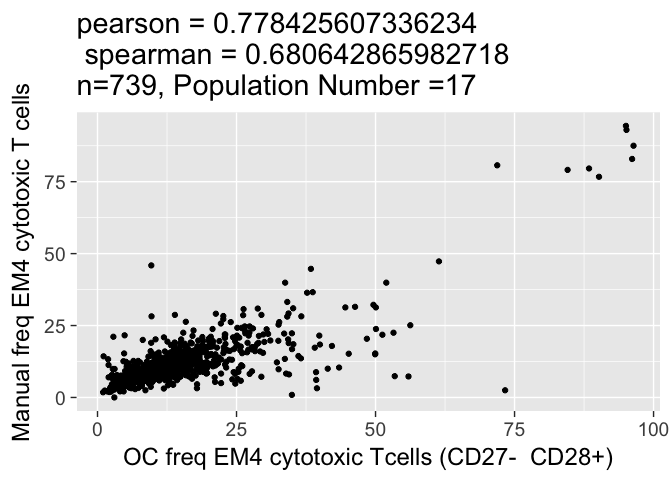 pearson = 0.778425607336234
spearman = 0.680642865982718
n=739, Population Number =17
Manual freq EM4 cytotoxic T cells
75
50
25
0
0 25 50 75 100
OC freq EM4 cytotoxic Tcells (CD27-  CD28+)